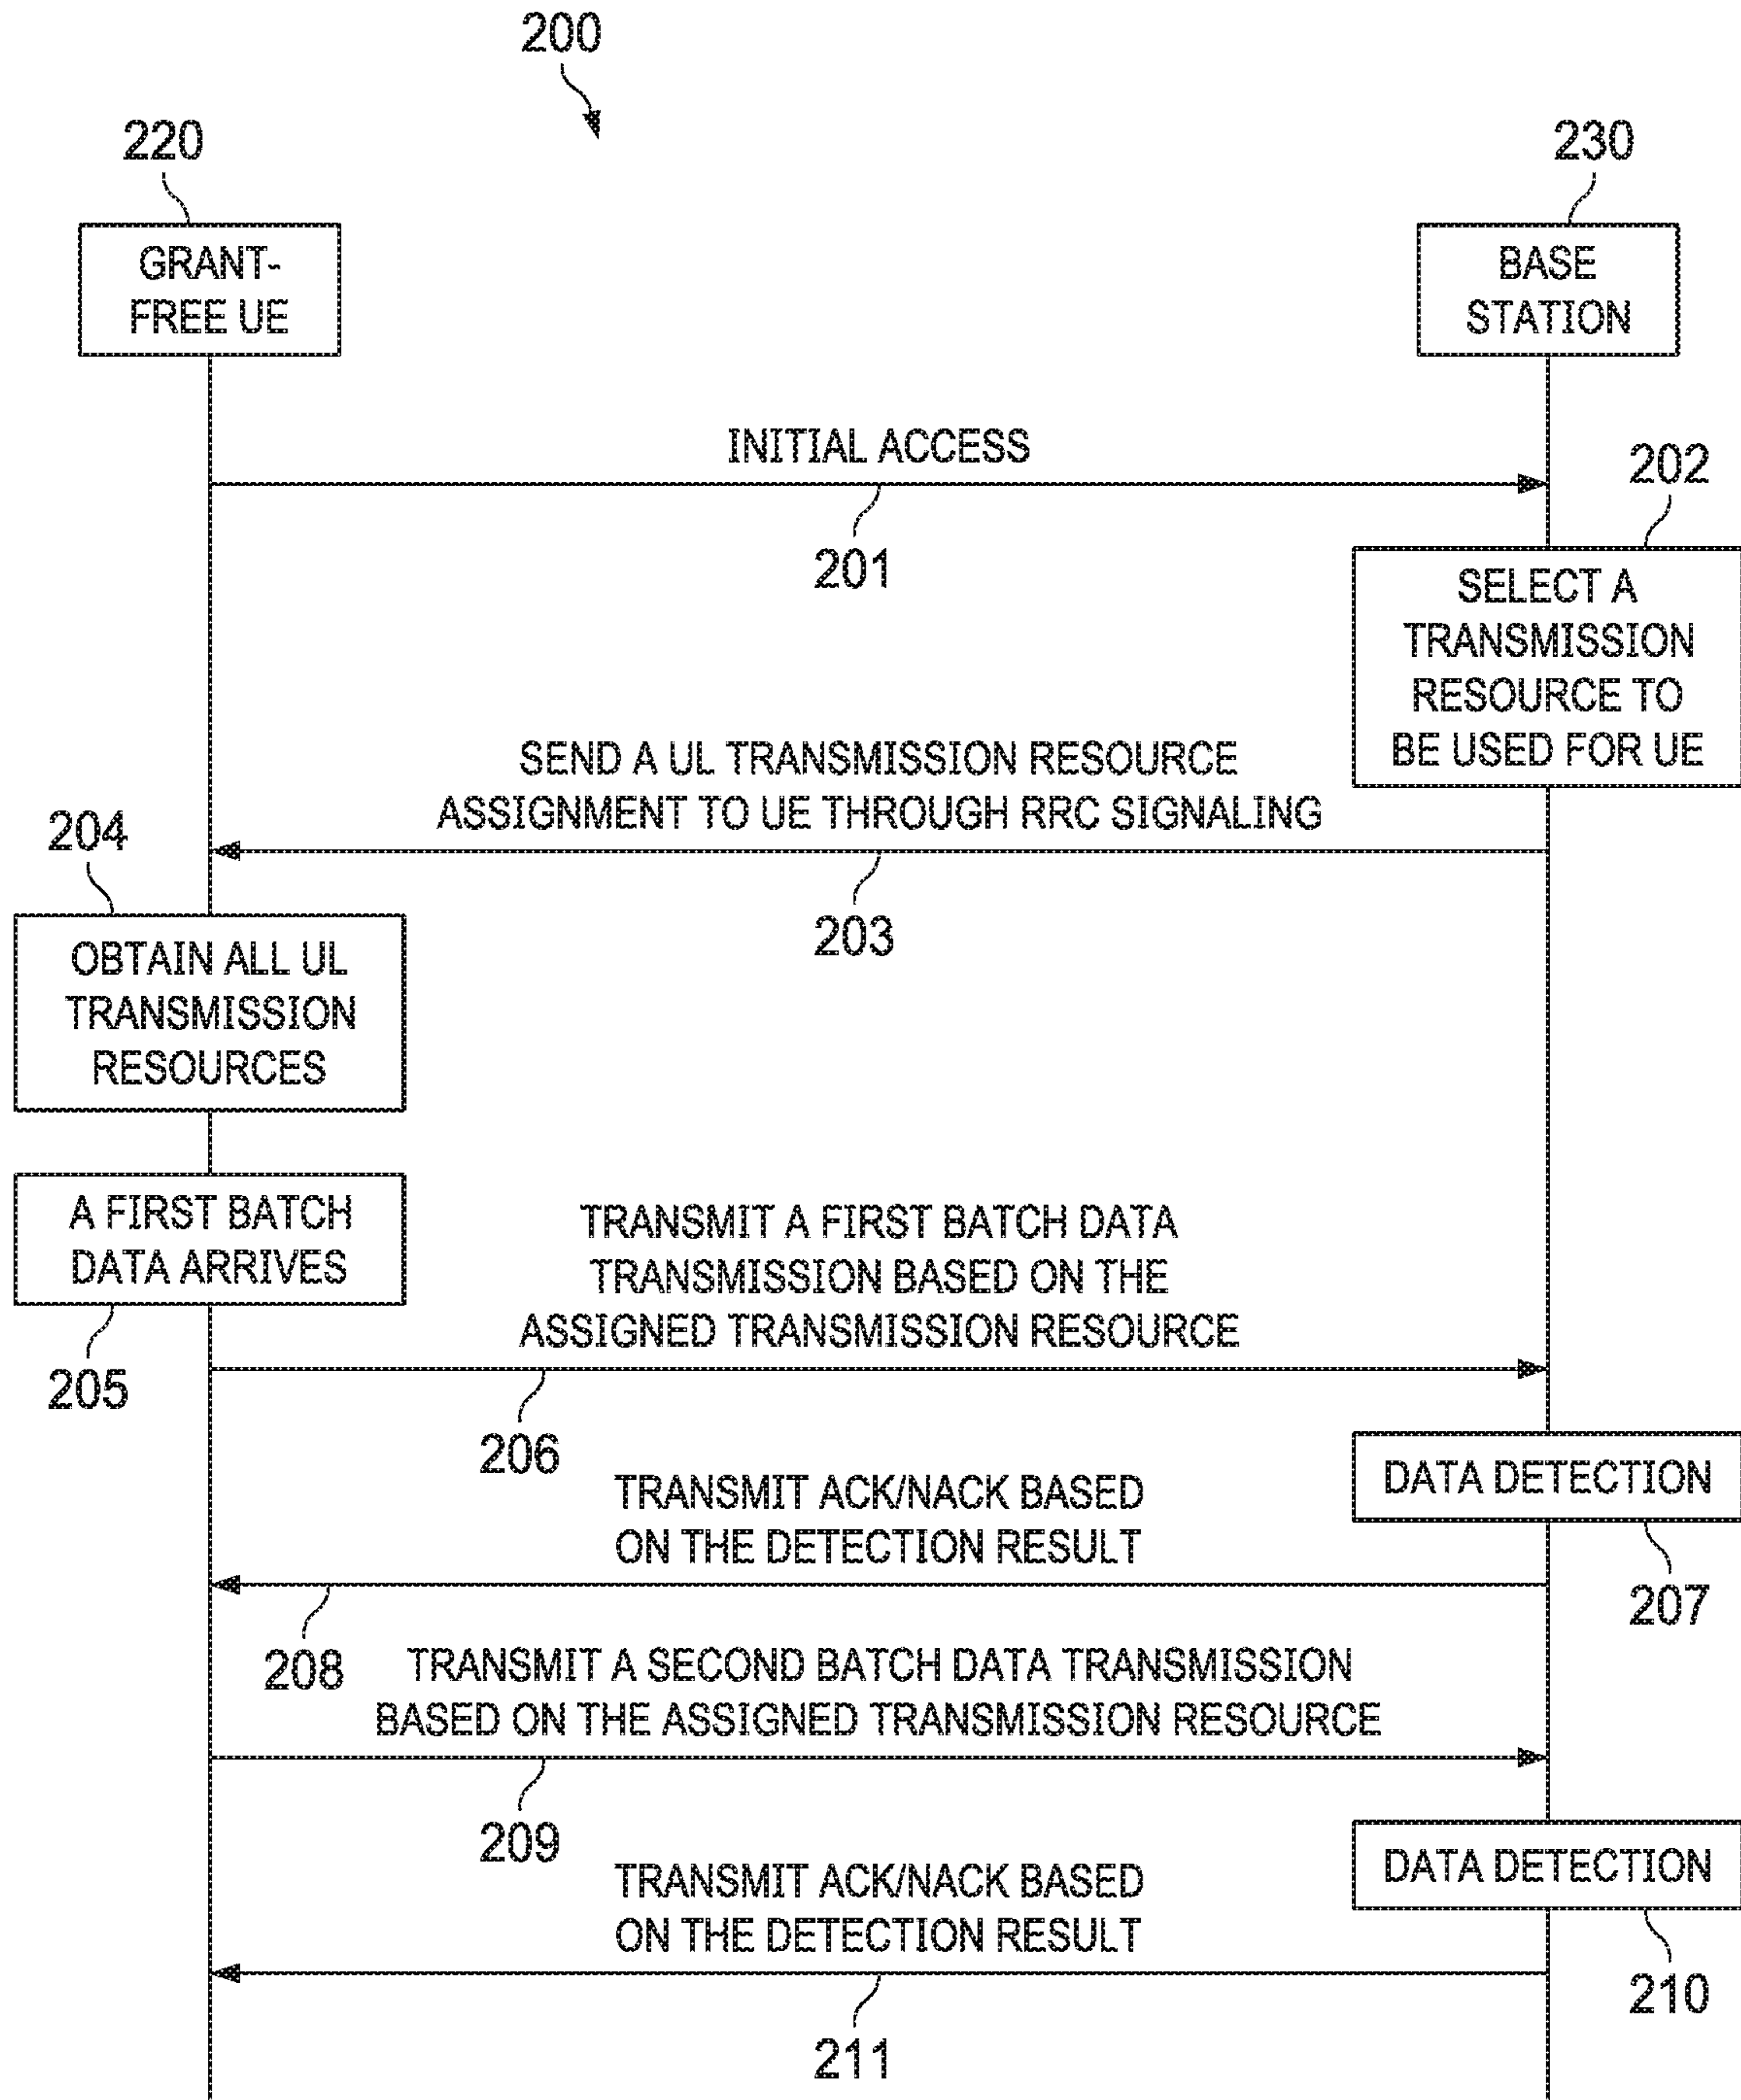 200
220
230
GRANT-
FREE UE
BASE
STATION
INITIAL ACCESS
201
202
SELECT A
TRANSMISSION
RESOURCE TO
BE USED FOR UE
SEND A UL TRANSMISSION RESOURCE
ASSIGNMENT TO UE THROUGH RRC SIGNALING
203
204
OBTAIN ALL UL
TRANSMISSION
RESOURCES
A FIRST BATCH
DATA ARRIVES
205
TRANSMIT A FIRST BATCH DATA
TRANSMISSION BASED ON THE
ASSIGNED TRANSMISSION RESOURCE
206
DATA DETECTION
207
TRANSMIT ACK/NACK BASED
ON THE DETECTION RESULT
208
TRANSMIT A SECOND BATCH DATA TRANSMISSION
BASED ON THE ASSIGNED TRANSMISSION RESOURCE
209
DATA DETECTION
210
TRANSMIT ACK/NACK BASED
ON THE DETECTION RESULT
211